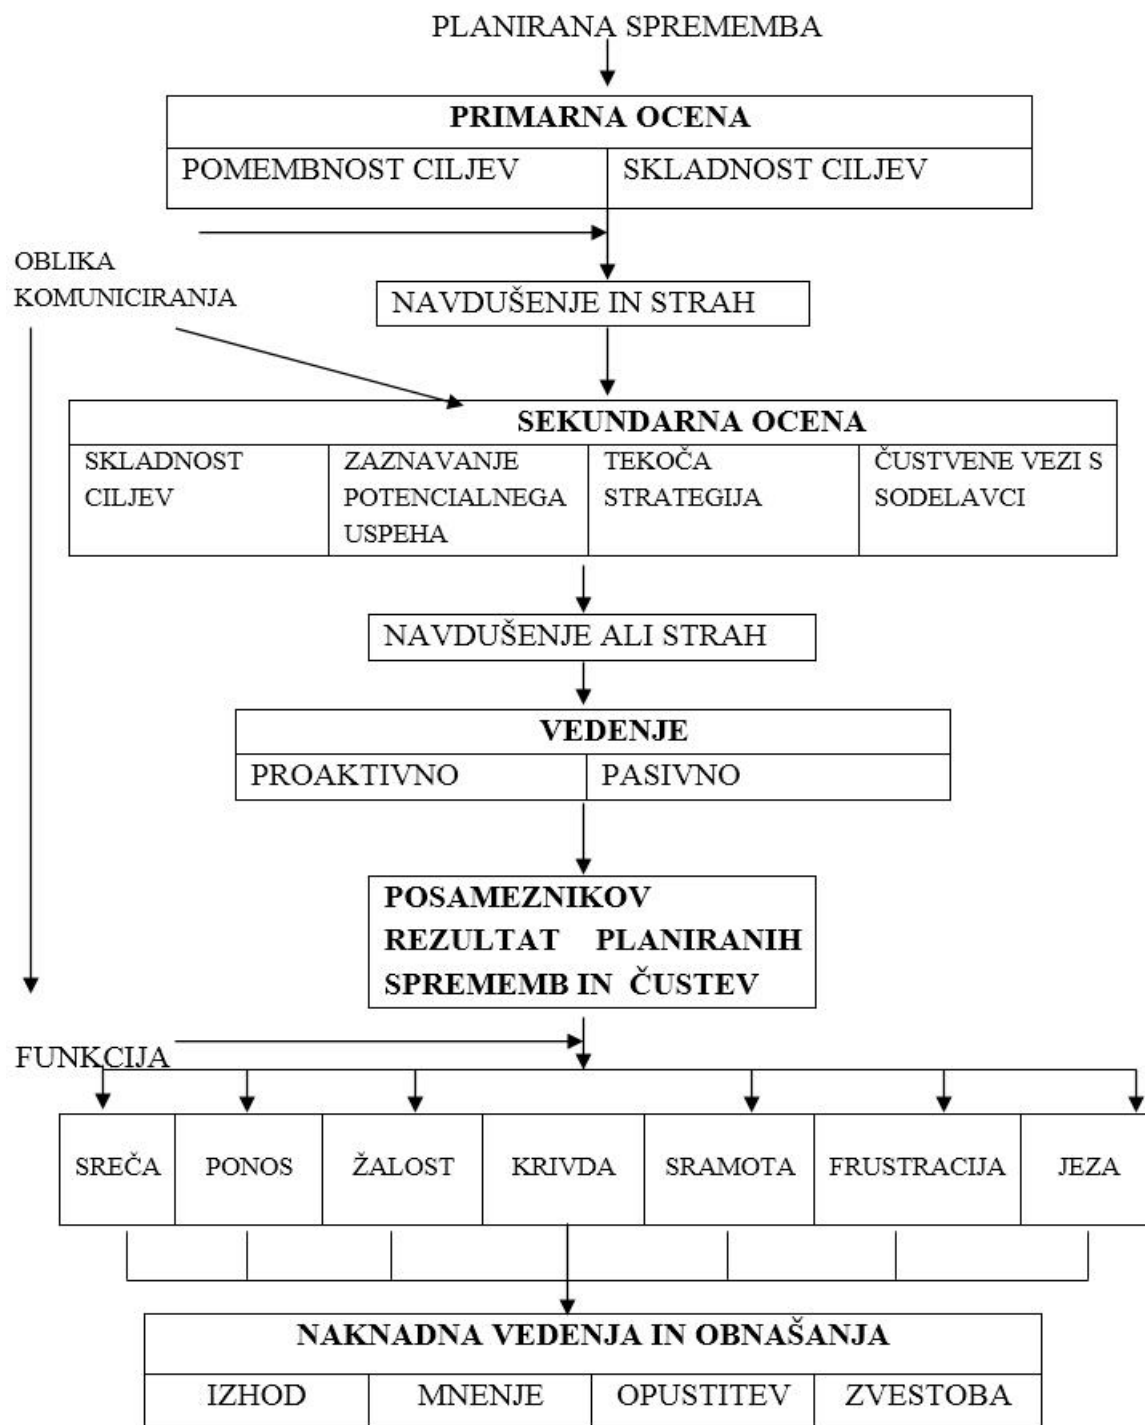 PLANIRANA SPREMEMBA
PRIMARNA OCENA
POMEMBNOST CILJEV
SKLADNOST CILJEV
OBLIKA
KOMUNICIRANJA
NAVDUŠENJE IN STRAH
SEKUNDARNA OCENA
SKLADNOST
CILJEV
ZAZNAVANJE
POTENCIALNEGA
USPEHA
TEKOČA
STRATEGIJA
ČUSTVENE VEZI S
SODELAVCI
NAVDUŠENJE ALI STRAH
VEDENJE
PROAKTIVNO
PASIVNO
POSAMEZNIKOV
REZULTAT PLANIRANIH
SPREMEMB IN ČUSTEV
FUNKCIJA
SREČA
PONOS
ŽALOST
KRIVDA
SRAMOTA
FRUSTRACIJA
JEZA
NAKNADNA VEDENJA IN OBNAŠANJA
IZHOD
MNENJE
OPUSTITEV
ZVESTOBA